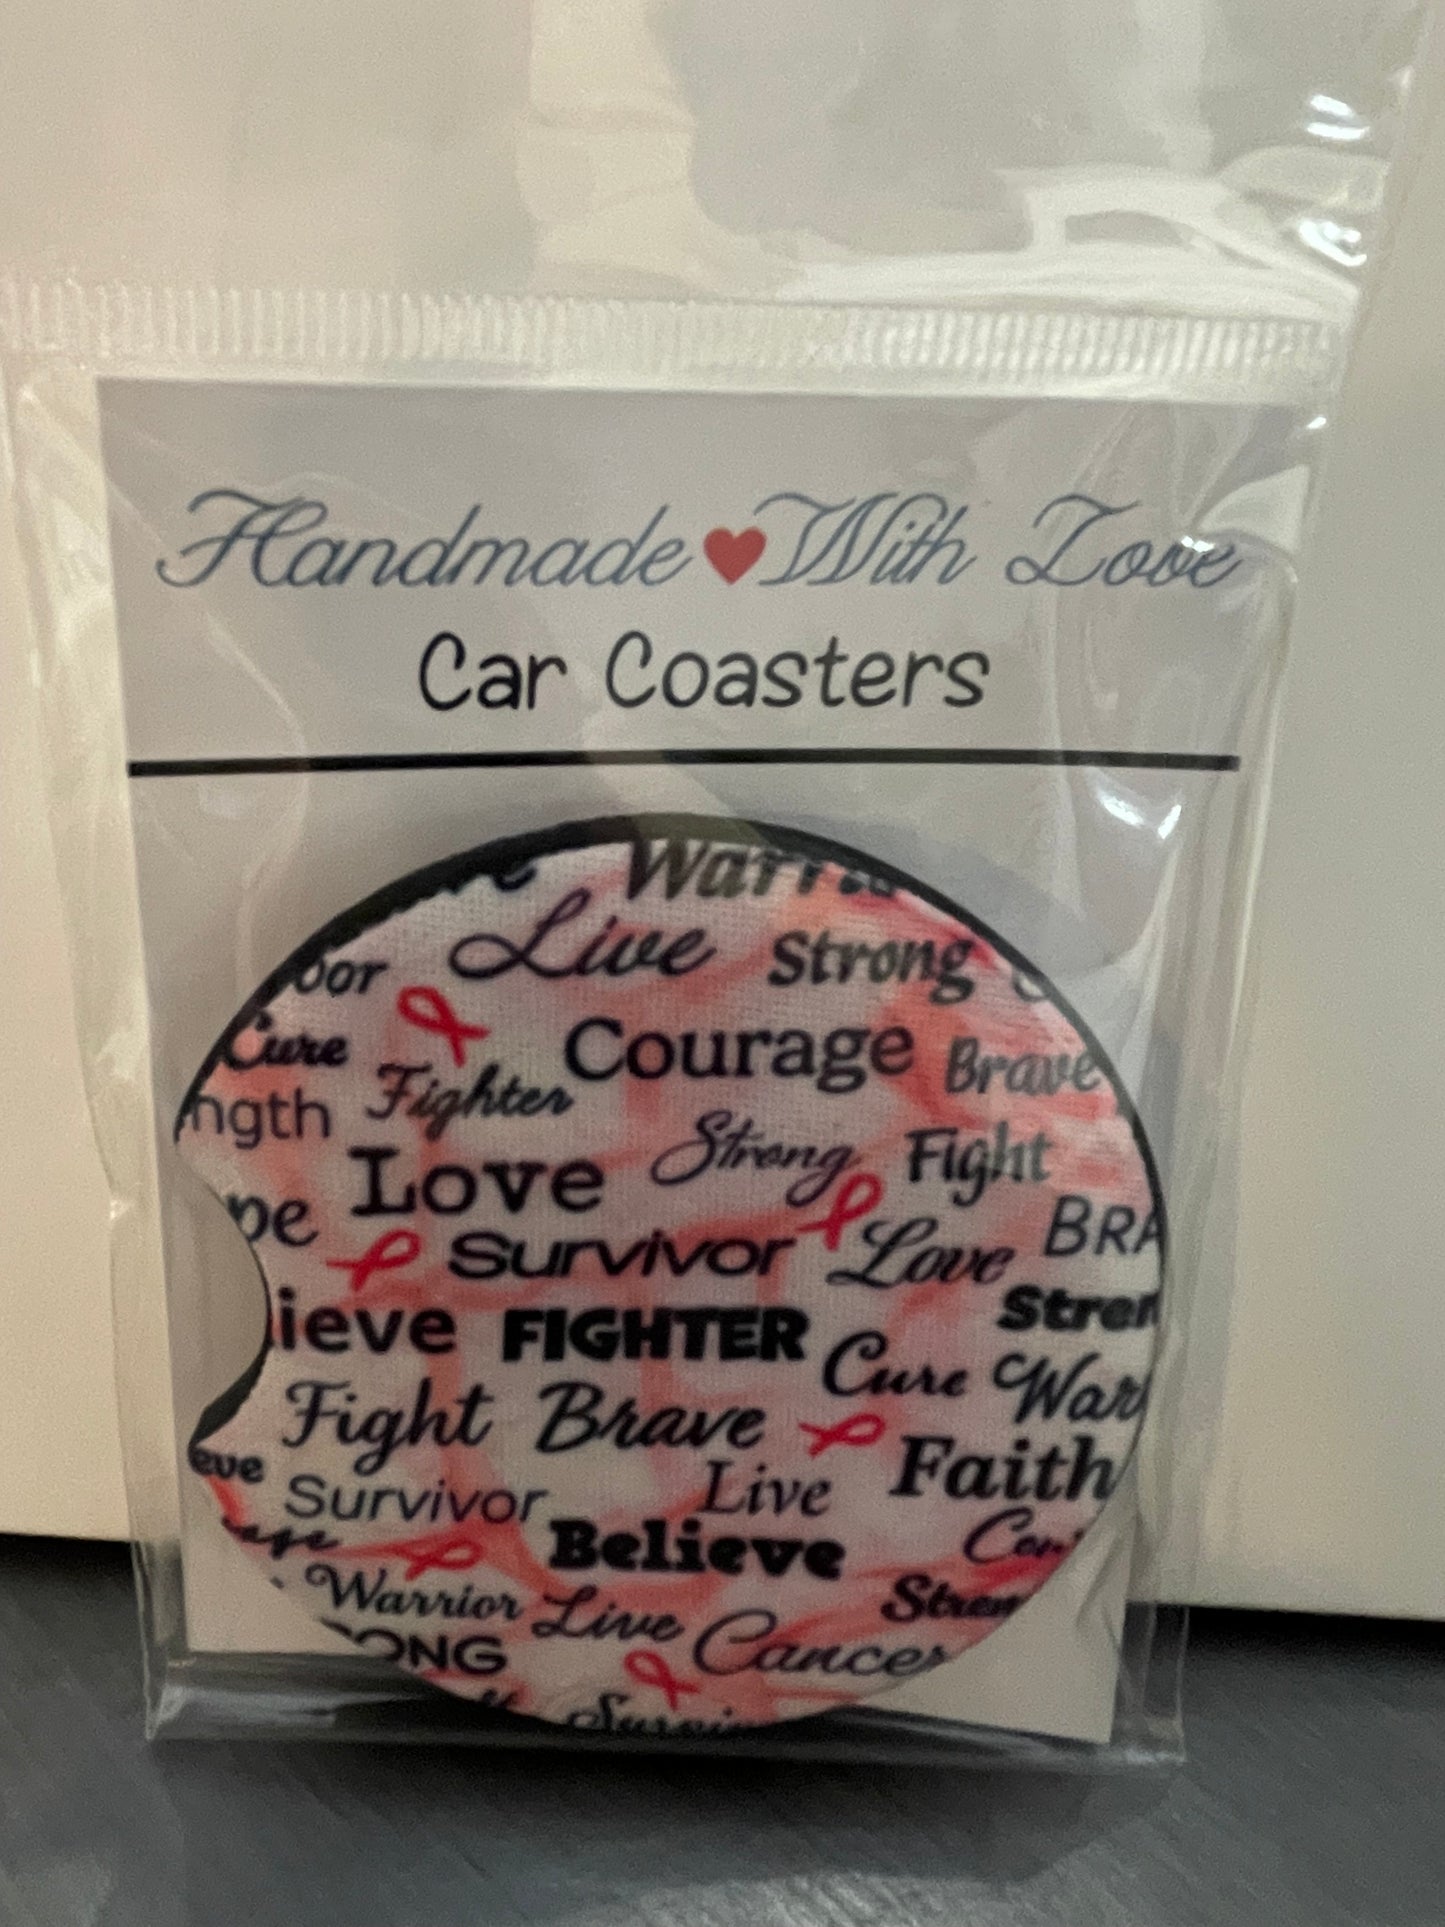 Handmade With Love
Car Coasters
Live Strong
Cure Fighter Courage Brave
Love Strong Fight
Survivor Love
FIGHTER Cure
Fight Brave
Survivor Live Faith
Believe
Warrior Live Cancer